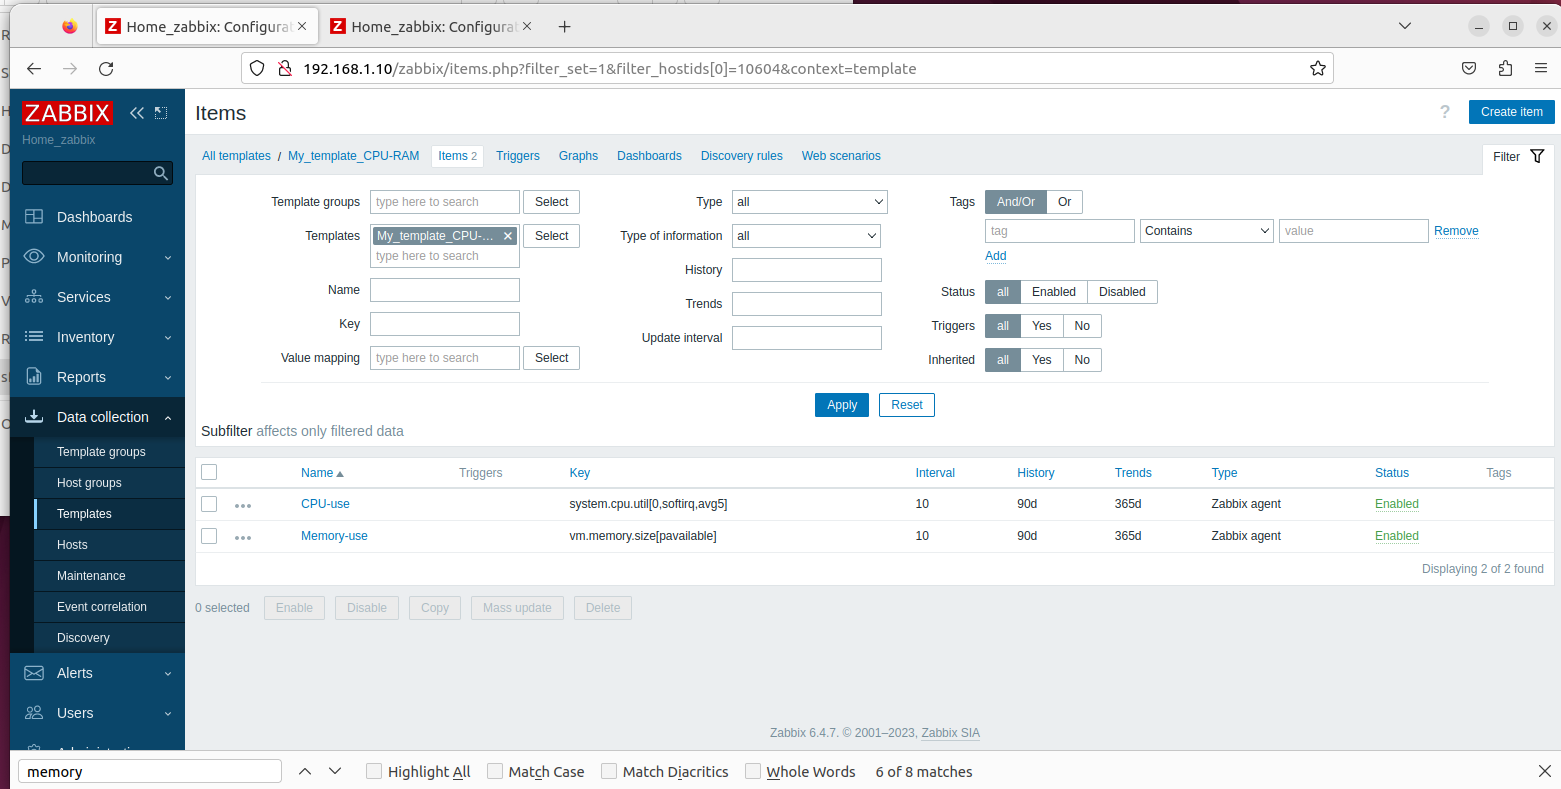 Home_zabbix: Configurat
Home_zabbix: Configurat
192.168.1.10/zabbix/items.php?filter_set=1&filter_hostids[0]=10604&context=template
ZABBIX
Home_zabbix
Dashboards
Monitoring
Services
Inventory
Reports
Data collection
Template groups
Host groups
Templates
Hosts
Maintenance
Event correlation
Discovery
Alerts
Users
Items
? Create item
All templates / My_template_CPU-RAM Items 2 Triggers Graphs Dashboards Discovery rules Web scenarios
Filter
Template groups type here to search Select
Templates My_template_CPU-... Select
type here to search
Name
Key
Value mapping type here to search Select
Type all
Type of information all
History
Trends
Update interval
Tags And/Or Or
tag Contains value Remove
Add
Status all Enabled Disabled
Triggers all Yes No
Inherited all Yes No
Apply Reset
Subfilter affects only filtered data
Name Triggers Key Interval History Trends Type Status Tags
CPU-use system.cpu.util[0,softirq,avg5] 10 90d 365d Zabbix agent Enabled
Memory-use vm.memory.size[pavailable] 10 90d 365d Zabbix agent Enabled
Displaying 2 of 2 found
0 selected Enable Disable Copy Mass update Delete
Zabbix 6.4.7. © 2001–2023, Zabbix SIA
memory Highlight All Match Case Match Diacritics Whole Words 6 of 8 matches